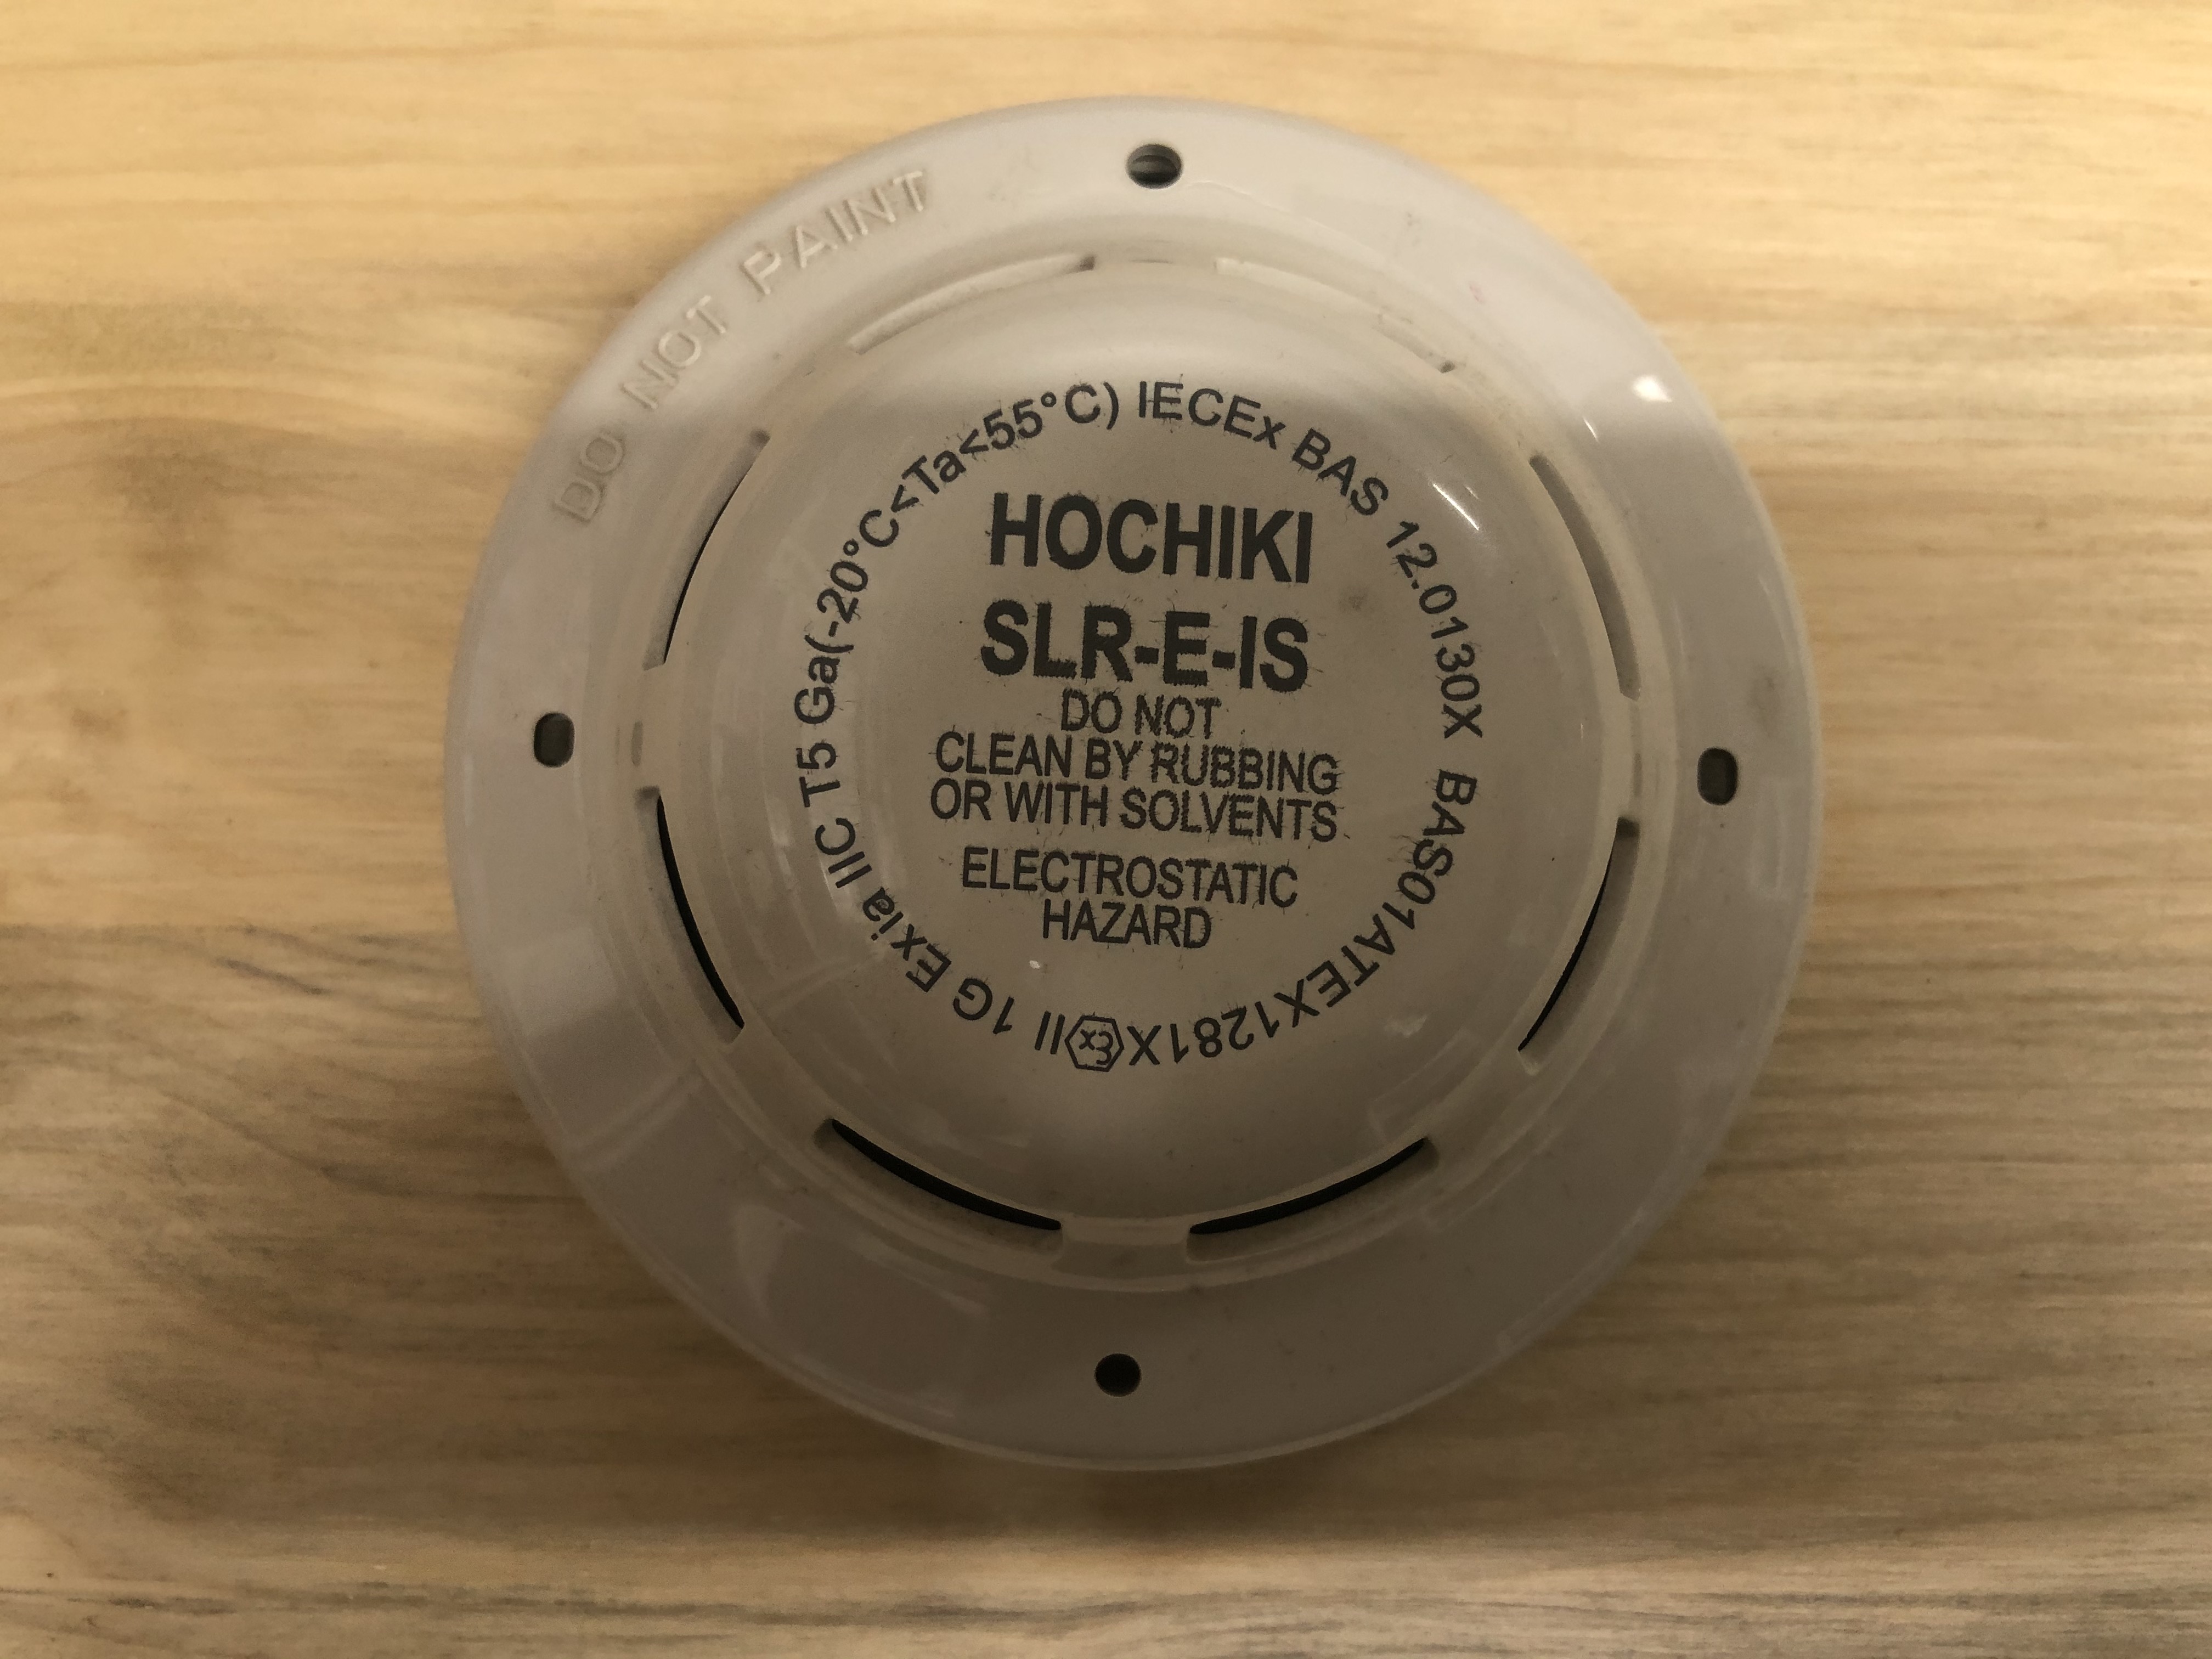 DO NOT PAINT
HOCHIKI
SLR-E-IS
DO NOT
CLEAN BY RUBBING
OR WITH SOLVENTS
ELECTROSTATIC
HAZARD
IECEx BAS 12.0130X BAS01ATEX1281X Ex II 1G Exia IIC T5 Ga(-20°C<Ta<55°C)